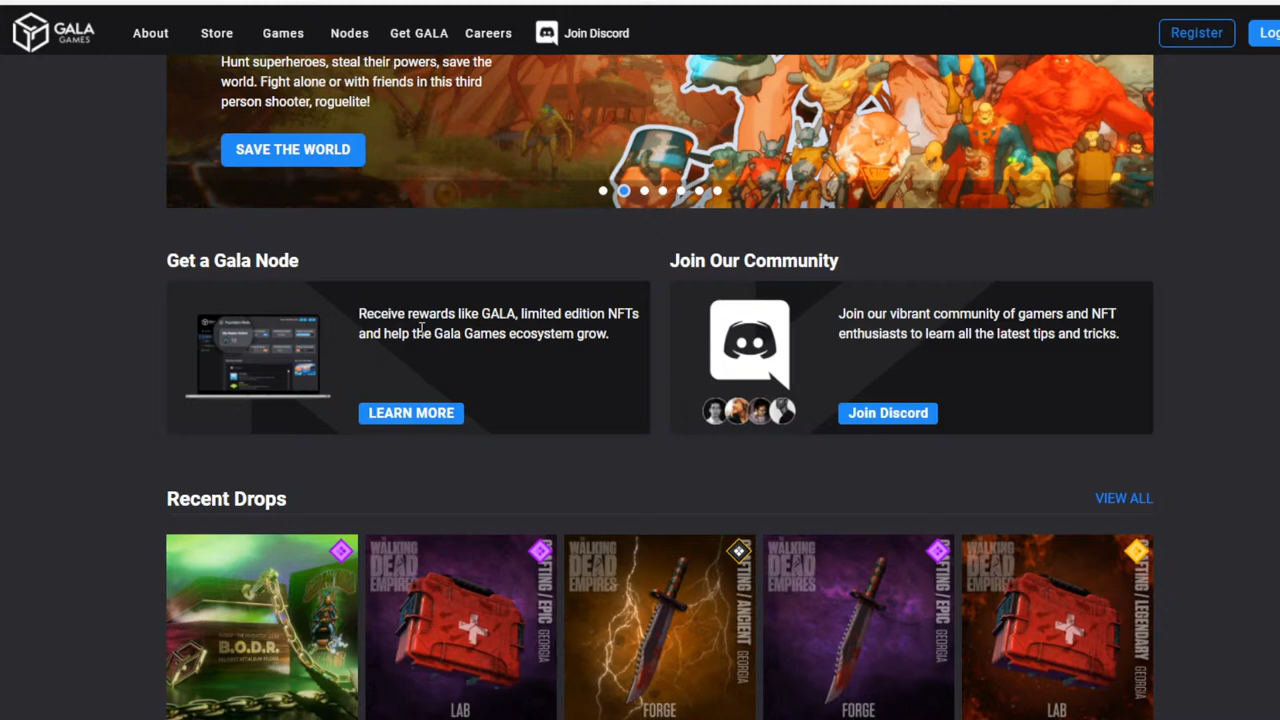 GALA
GAMES
About
Store
Games
Nodes
Get GALA
Careers
Join Discord
Register
Log
Hunt superheroes, steal their powers, save the
world. Fight alone or with friends in this third
person shooter, roguelite!
SAVE THE WORLD
Get a Gala Node
Receive rewards like GALA, limited edition NFTs
and help the Gala Games ecosystem grow.
LEARN MORE
Join Our Community
Join our vibrant community of gamers and NFT
enthusiasts to learn all the latest tips and tricks.
Join Discord
Recent Drops
VIEW ALL
B.O.D.R.
THE
WALKING
DEAD
EMPIRES
CRAFTING / EPIC
GEORGIA
LAB
THE
WALKING
DEAD
EMPIRES
CRAFTING / ANCIENT
GEORGIA
FORGE
THE
WALKING
DEAD
EMPIRES
CRAFTING / EPIC
GEORGIA
FORGE
THE
WALKING
DEAD
EMPIRES
CRAFTING / LEGENDARY
GEORGIA
LAB